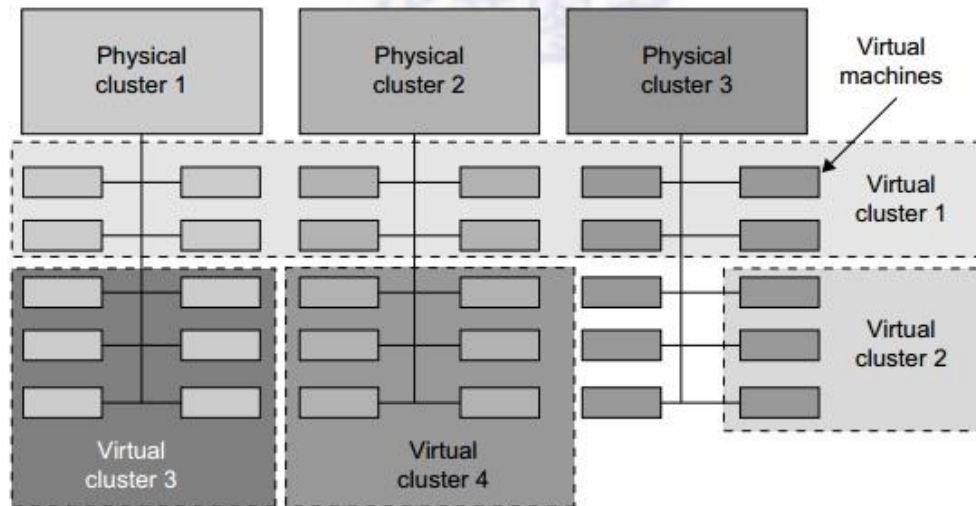 Physical
cluster 1
Physical
cluster 2
Physical
cluster 3
Virtual
machines
Virtual
cluster 1
Virtual
cluster 2
Virtual
cluster 3
Virtual
cluster 4